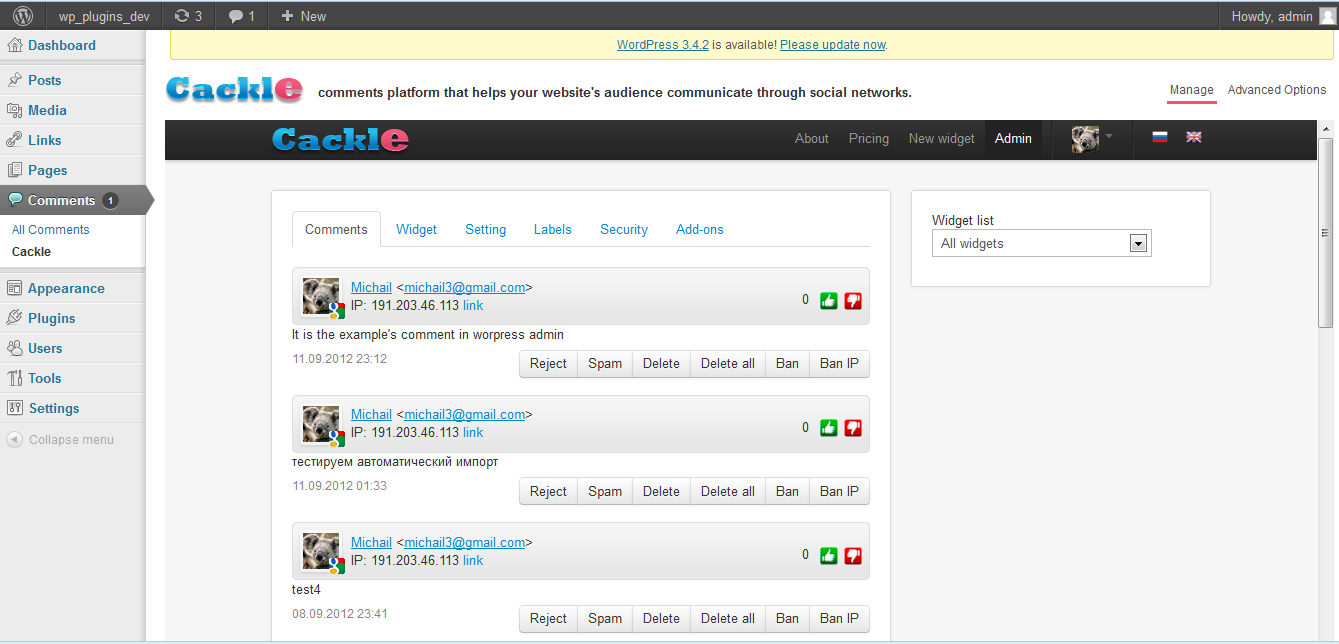 wp_plugins_dev 3 1 New Howdy, admin
Dashboard
Posts
Media
Links
Pages
Comments 1
All Comments
Cackle
Appearance
Plugins
Users
Tools
Settings
Collapse menu
WordPress 3.4.2 is available! Please update now.
Cackle comments platform that helps your website's audience communicate through social networks. Manage Advanced Options
Cackle About Pricing New widget Admin
Comments Widget Setting Labels Security Add-ons
Michail <michail3@gmail.com>
IP: 191.203.46.113 link
0
It is the example's comment in worpress admin
11.09.2012 23:12
Reject Spam Delete Delete all Ban Ban IP
Michail <michail3@gmail.com>
IP: 191.203.46.113 link
0
тестируем автоматический импорт
11.09.2012 01:33
Reject Spam Delete Delete all Ban Ban IP
Michail <michail3@gmail.com>
IP: 191.203.46.113 link
0
test4
08.09.2012 23:41
Reject Spam Delete Delete all Ban Ban IP
Widget list
All widgets